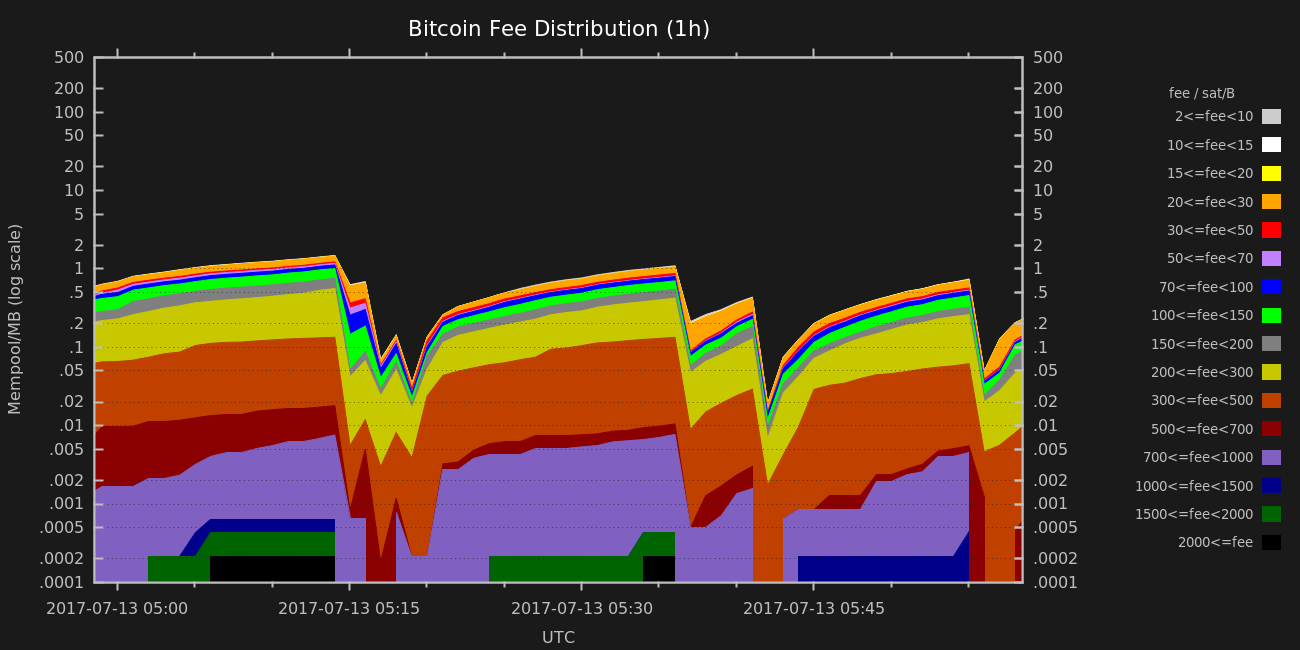 Bitcoin Fee Distribution (1h)
500 500
200 200
100 100
50 50
20 20
10 10
5 5
2 2
1 1
.5 .5
.2 .2
.1 .1
.05 .05
.02 .02
.01 .01
.005 .005
.002 .002
.001 .001
.0005 .0005
.0002 .0002
.0001 .0001
Mempool/MB (log scale)
2017-07-13 05:00 2017-07-13 05:15 2017-07-13 05:30 2017-07-13 05:45
UTC
fee / sat/B
2<=fee<10
10<=fee<15
15<=fee<20
20<=fee<30
30<=fee<50
50<=fee<70
70<=fee<100
100<=fee<150
150<=fee<200
200<=fee<300
300<=fee<500
500<=fee<700
700<=fee<1000
1000<=fee<1500
1500<=fee<2000
2000<=fee